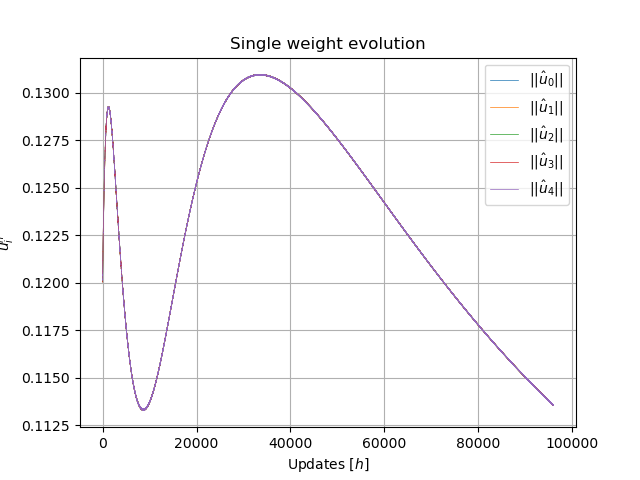 Single weight evolution
0.1300
0.1275
0.1250
0.1225
0.1200
0.1175
0.1150
0.1125
||û₀||
||û₁||
||û₂||
||û₃||
||û₄||
0
20000
40000
60000
80000
100000
Updates [h]